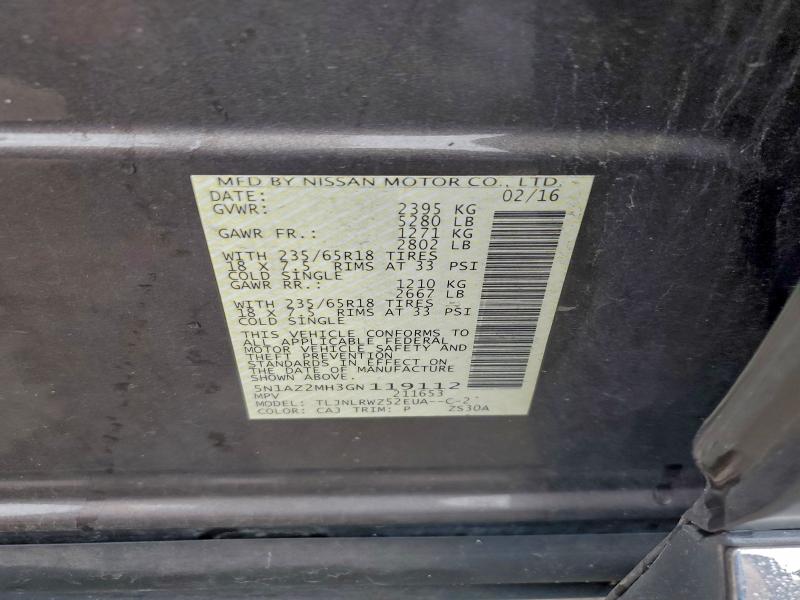 MFD BY NISSAN MOTOR CO., LTD.
DATE: 02/16
GVWR: 2395 KG
5280 LB
GAWR FR.: 1271 KG
2802 LB
WITH 235/65R18 TIRES
18 X 7.5 RIMS AT 33 PSI
COLD SINGLE
GAWR RR.: 1210 KG
2667 LB
WITH 235/65R18 TIRES
18 X 7.5 RIMS AT 33 PSI
COLD SINGLE
THIS VEHICLE CONFORMS TO
ALL APPLICABLE FEDERAL
MOTOR VEHICLE SAFETY AND
THEFT PREVENTION
STANDARDS IN EFFECT ON
THE DATE OF MANUFACTURE
SHOWN ABOVE.
5N1AZ2MH3GN119112
MPV 211653
MODEL: TLJNLRWZ52EUA--C-2
COLOR: CAJ TRIM: P ZS30A